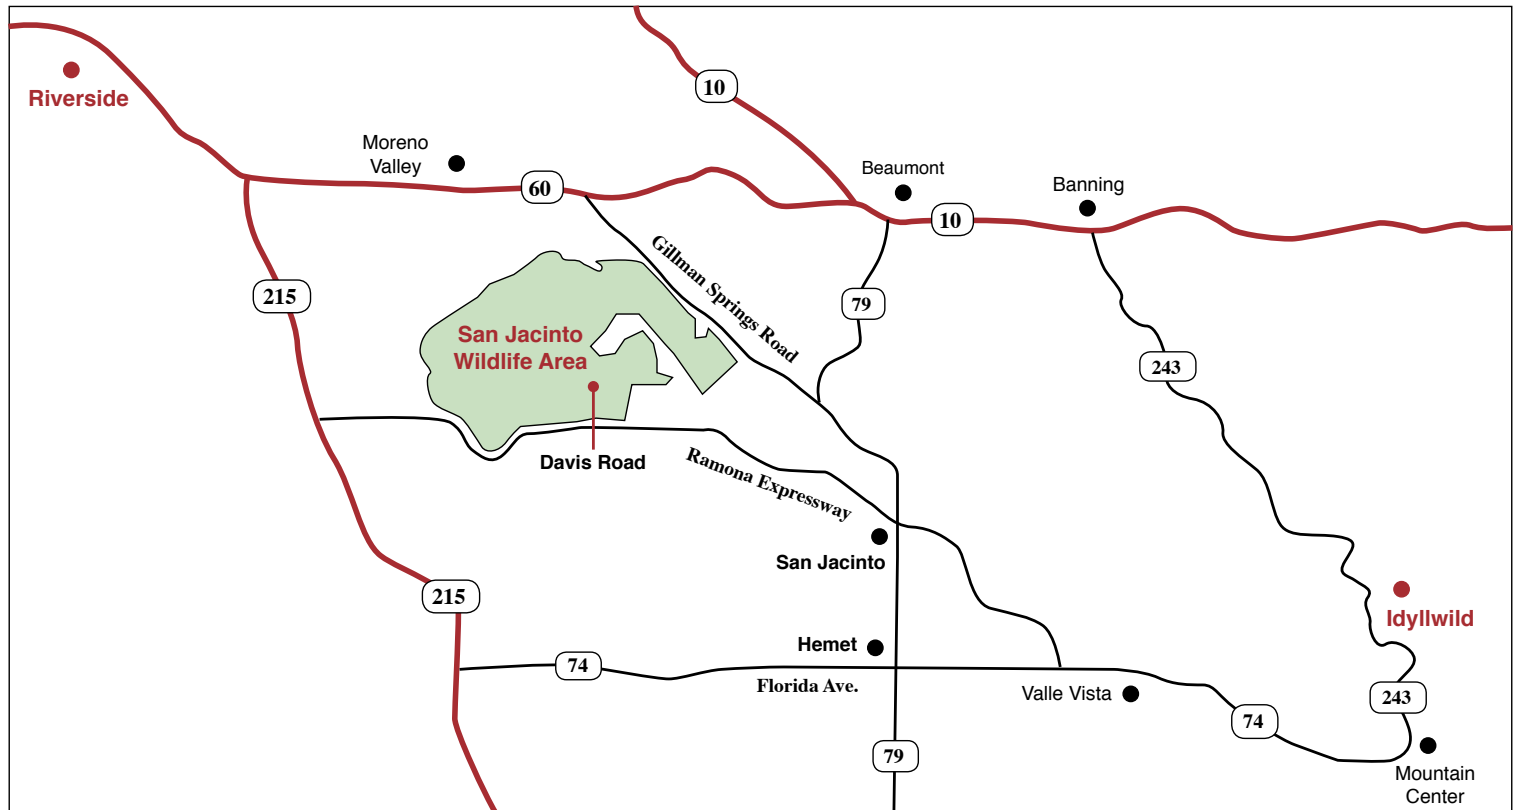 10
Riverside
Moreno
Valley
60
Beaumont
Banning
10
Gillman Springs Road
215
79
San Jacinto
Wildlife Area
243
Davis Road
Ramona Expressway
San Jacinto
215
Idyllwild
Hemet
74
Florida Ave.
Valle Vista
243
74
79
Mountain
Center